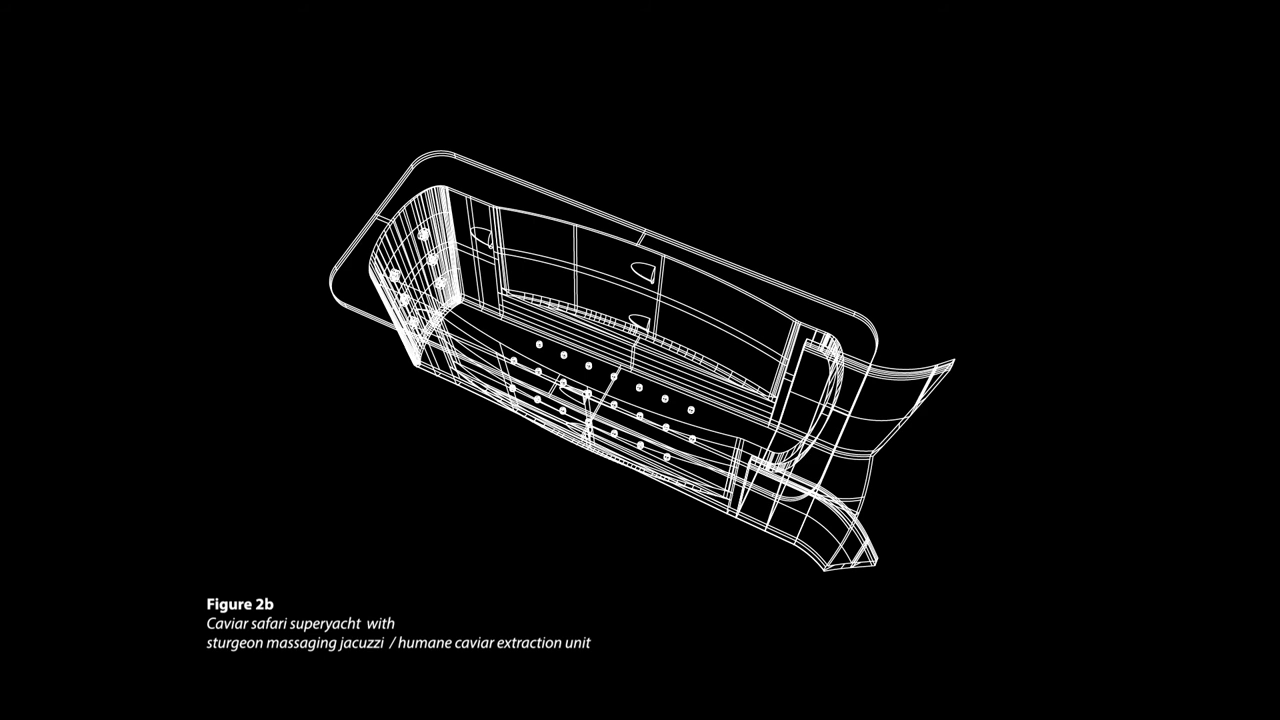 Figure 2b
Caviar safari superyacht with
sturgeon massaging jacuzzi / humane caviar extraction unit